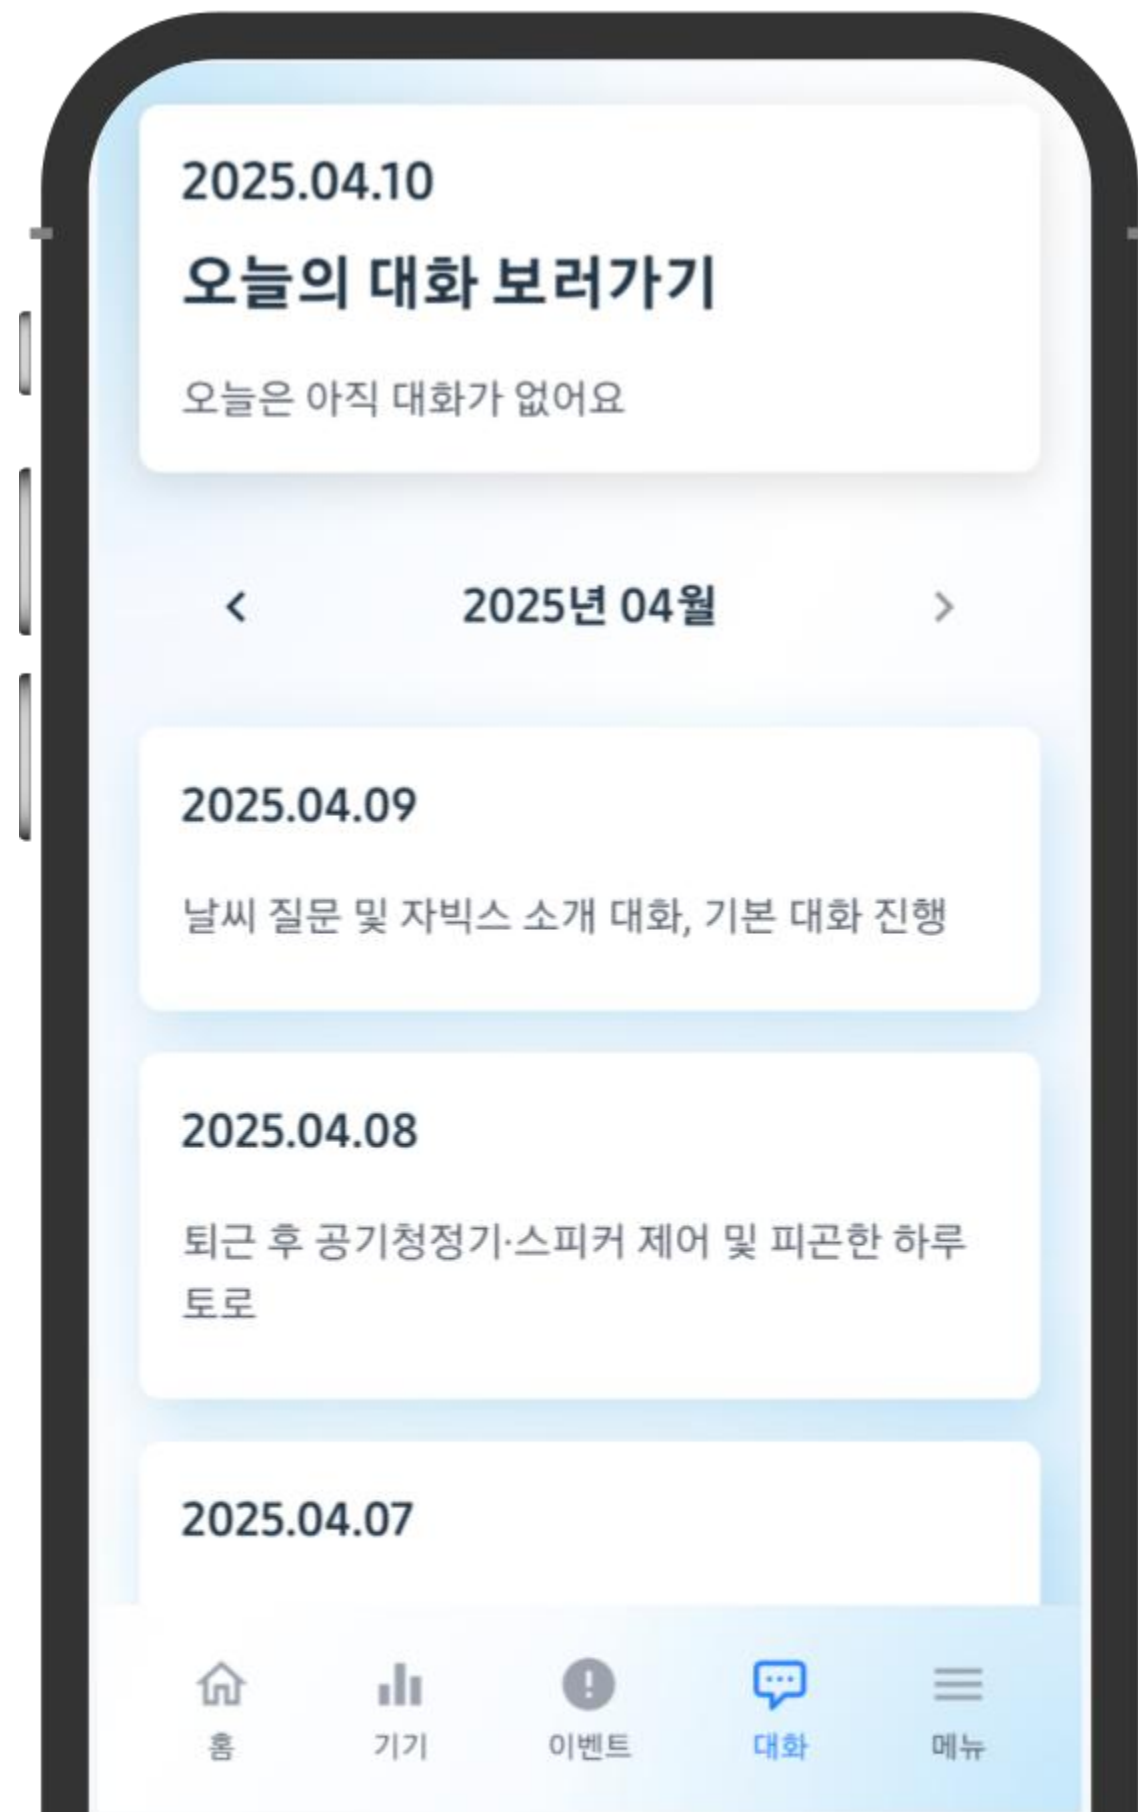 2025.04.10
오늘의 대화 보러가기
오늘은 아직 대화가 없어요
2025년 04월
2025.04.09
날씨 질문 및 자빅스 소개 대화, 기본 대화 진행
2025.04.08
퇴근 후 공기청정기·스피커 제어 및 피곤한 하루
토로
2025.04.07
홈 기기 이벤트 대화 메뉴